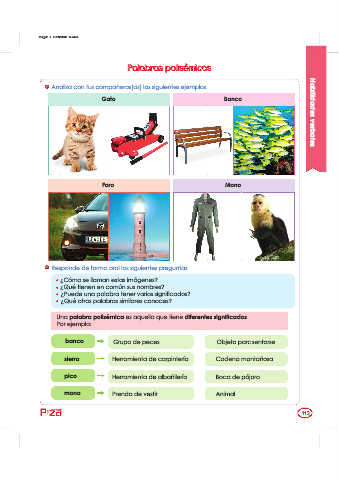 Palabras polisémicas
Analiza con tus compañeros(as) los siguientes ejemplos
Gato
Banco
Faro
Mono
Responde de forma oral las siguientes preguntas
• ¿Cómo se llaman estas imágenes?
• ¿Qué tienen en común sus nombres?
• ¿Puede una palabra tener varios significados?
• ¿Qué otras palabras similares conoces?
Una palabra polisémica es aquella que tiene diferentes significados
Por ejemplo:
banco → Grupo de peces
Objeto para sentarse
sierra → Herramienta de carpintería
Cadena montañosa
pico → Herramienta de albañilería
Boca de pájaro
mono → Prenda de vestir
Animal
113
Habilidades verbales